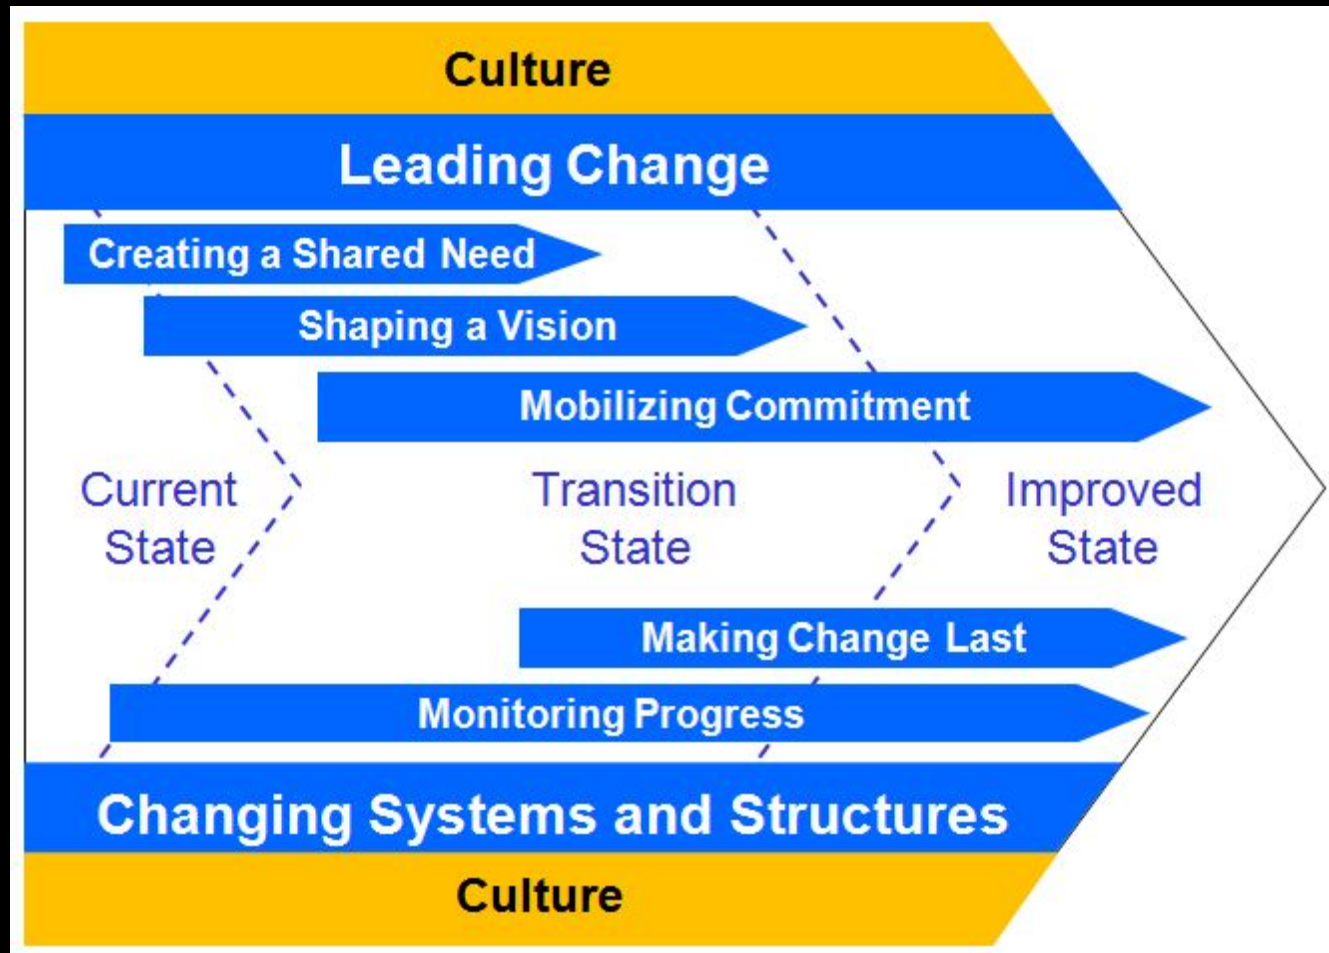 Culture
Leading Change
Creating a Shared Need
Shaping a Vision
Mobilizing Commitment
Current
State
Transition
State
Improved
State
Making Change Last
Monitoring Progress
Changing Systems and Structures
Culture